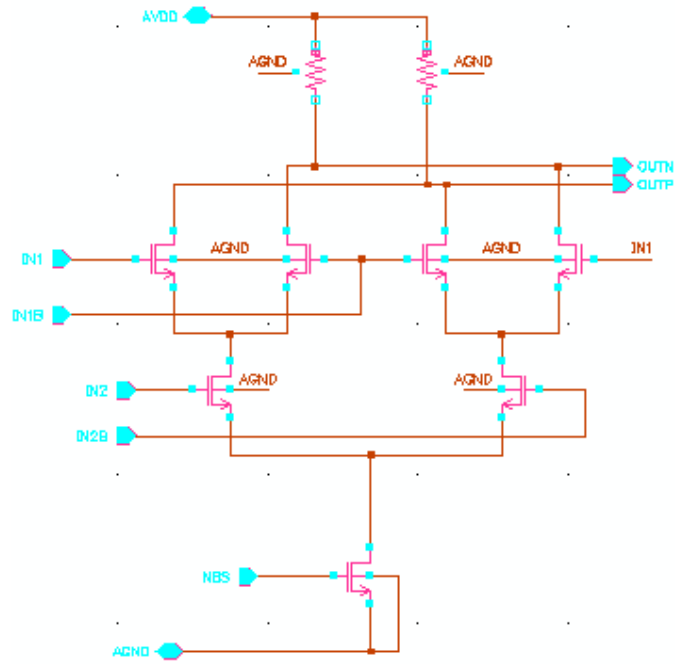 AVDD
AGND AGND
OUTN
OUTP
IN1 AGND AGND IN1
IN1B
IN2 AGND AGND
IN2B
NBS
AGND